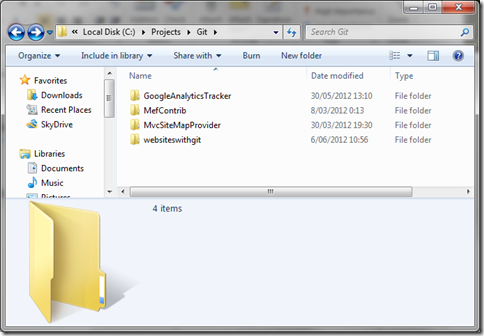 Local Disk (C:) Projects Git
Search Git
Organize Include in library Share with Burn New folder
Name Date modified Type
Favorites
Downloads
Recent Places
SkyDrive
Libraries
Documents
Music
Pictures
GoogleAnalyticsTracker 30/05/2012 13:10 File folder
MefContrib 8/03/2012 0:13 File folder
MvcSiteMapProvider 30/03/2012 19:30 File folder
websiteswithgit 6/06/2012 10:56 File folder
4 items